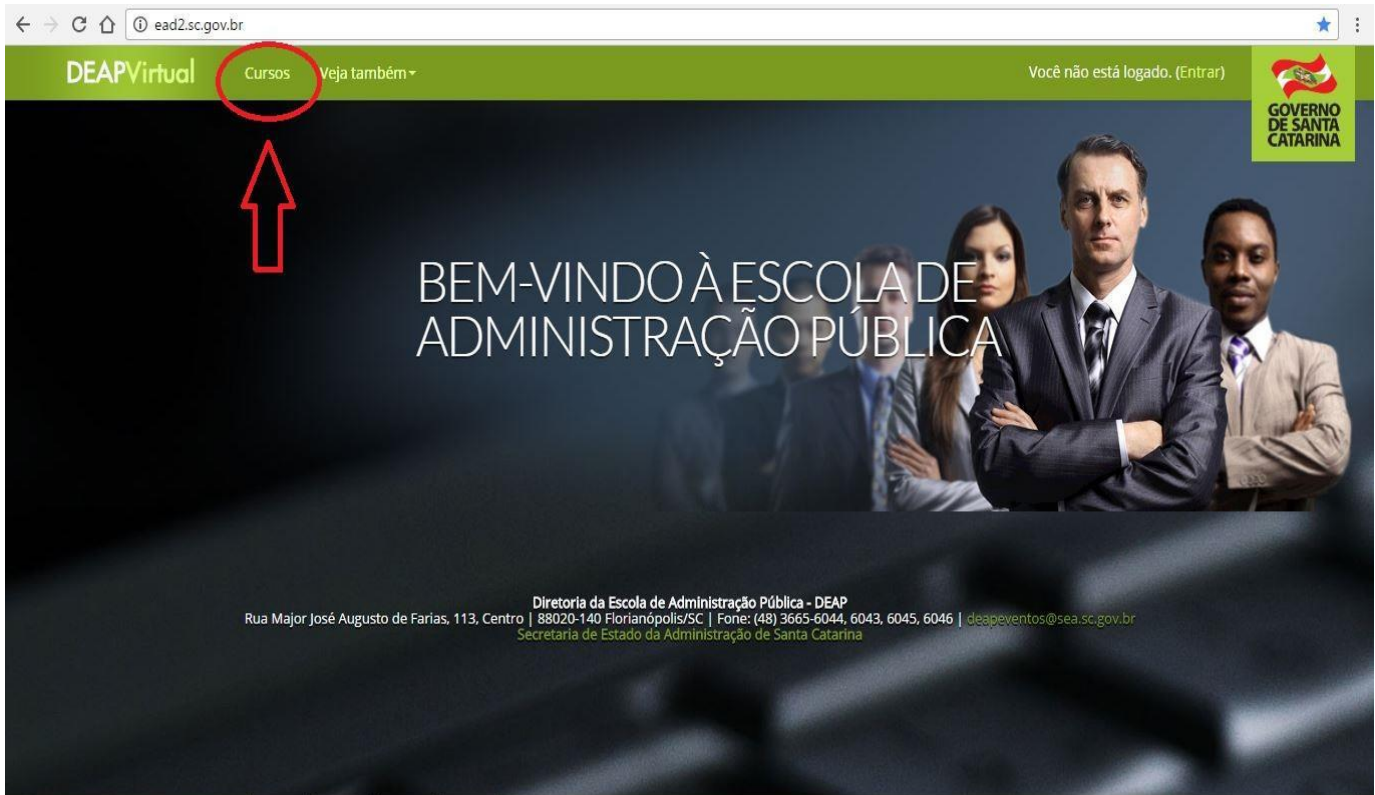 ead2.sc.gov.br
DEAPVirtual Cursos Veja também Você não está logado. (Entrar)
GOVERNO
DE SANTA
CATARINA
BEM-VINDO À ESCOLA DE
ADMINISTRAÇÃO PÚBLICA
Diretoria da Escola de Administração Pública - DEAP
Rua Major José Augusto de Farias, 113, Centro | 88020-140 Florianópolis/SC | Fone: (48) 3665-6044, 6043, 6045, 6046 | deapeventos@sea.sc.gov.br
Secretaria de Estado da Administração de Santa Catarina